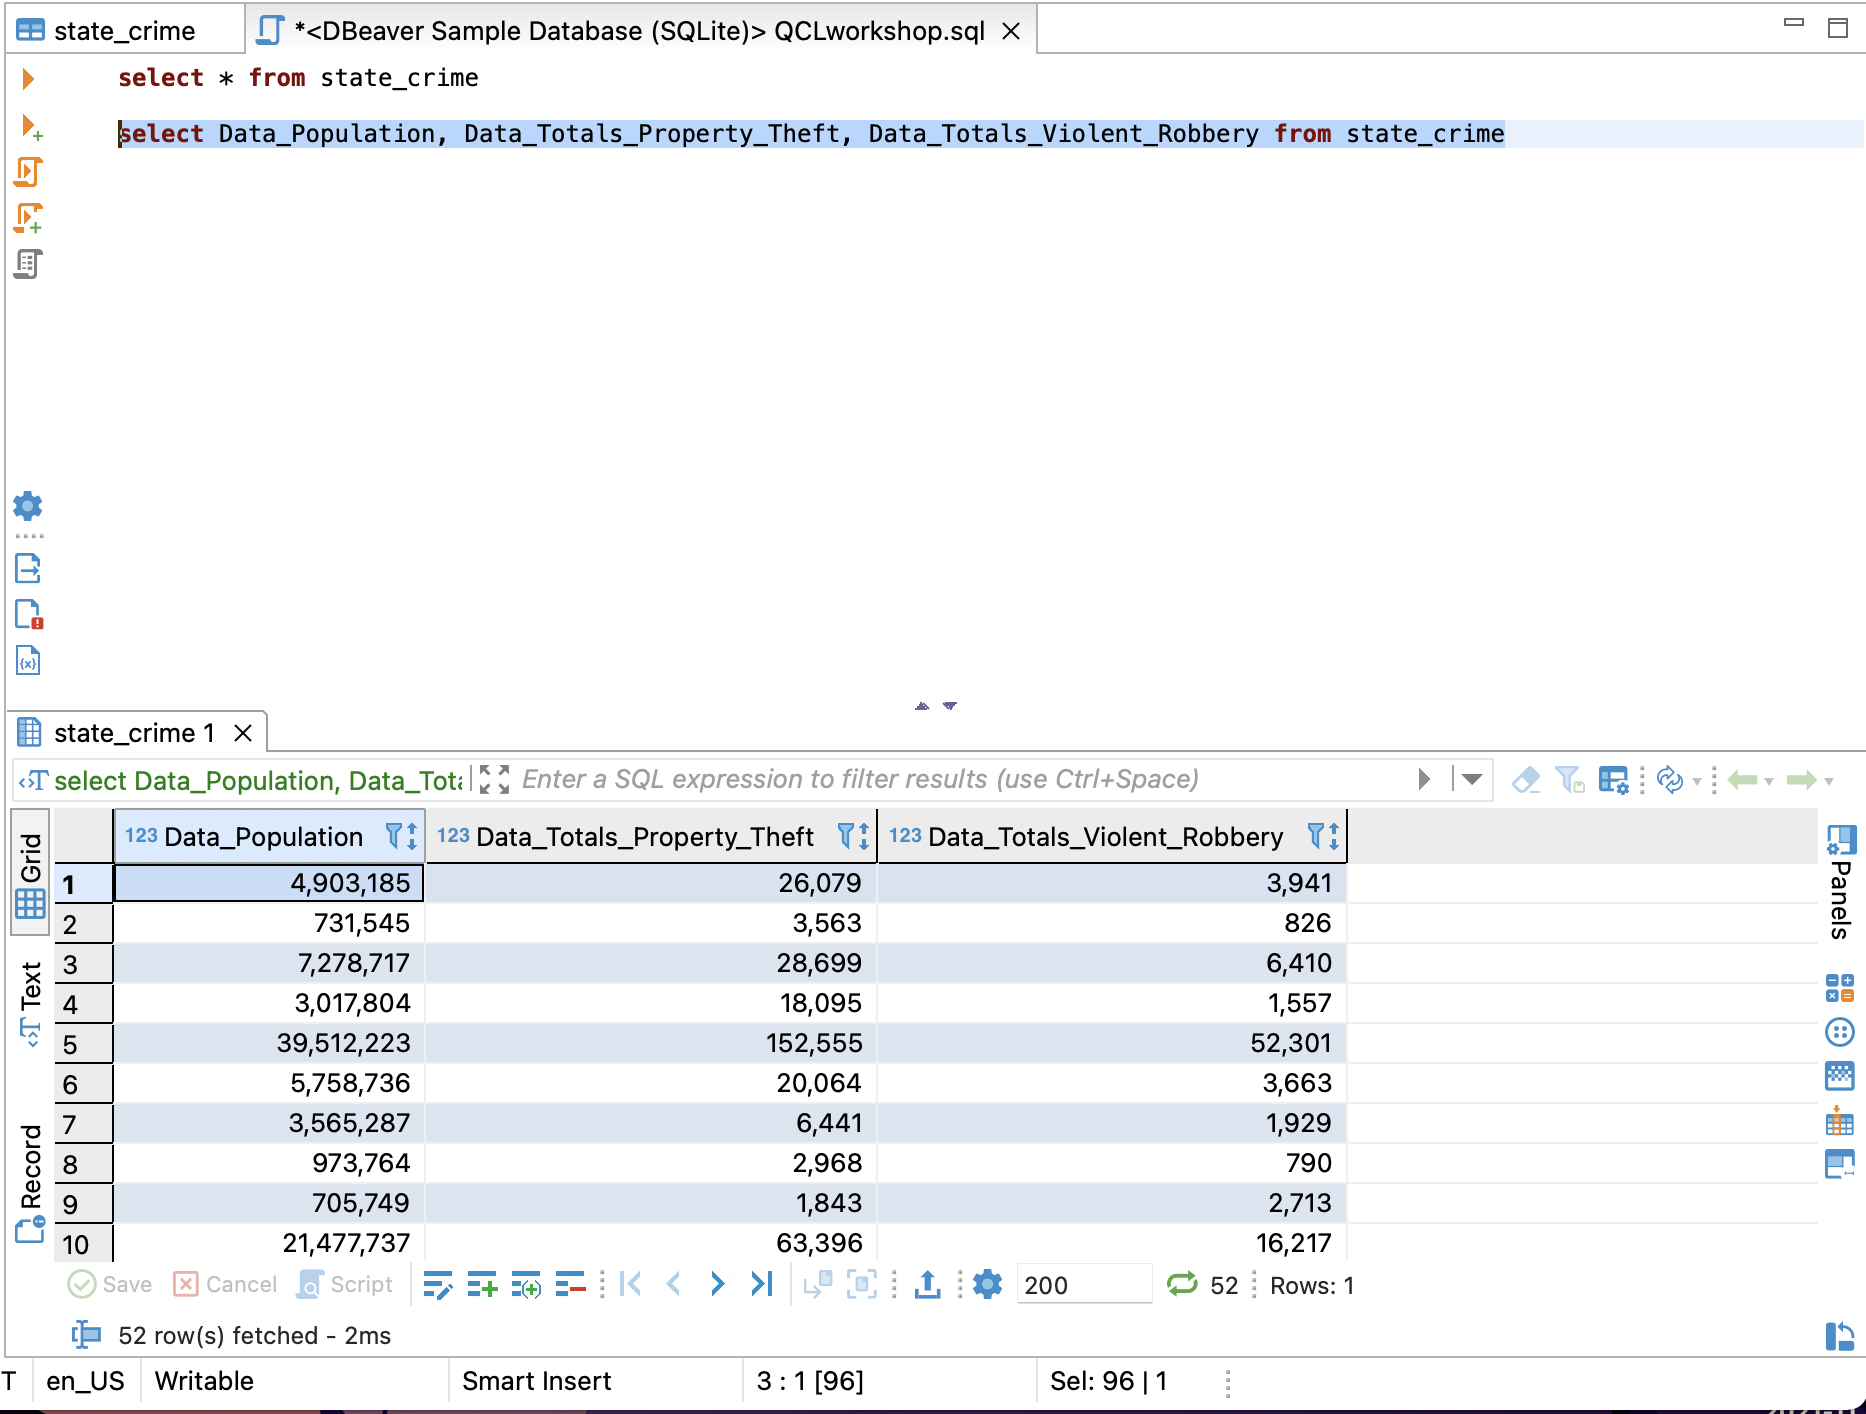 state_crime
*<DBeaver Sample Database (SQLite)> QCLworkshop.sql
select * from state_crime
select Data_Population, Data_Totals_Property_Theft, Data_Totals_Violent_Robbery from state_crime
state_crime 1
select Data_Population, Data_Tota
Enter a SQL expression to filter results (use Ctrl+Space)
Grid
Text
Record
Panels
123 Data_Population 123 Data_Totals_Property_Theft 123 Data_Totals_Violent_Robbery
1 4,903,185 26,079 3,941
2 731,545 3,563 826
3 7,278,717 28,699 6,410
4 3,017,804 18,095 1,557
5 39,512,223 152,555 52,301
6 5,758,736 20,064 3,663
7 3,565,287 6,441 1,929
8 973,764 2,968 790
9 705,749 1,843 2,713
10 21,477,737 63,396 16,217
Save Cancel Script 200 52 Rows: 1
52 row(s) fetched - 2ms
T en_US Writable Smart Insert 3 : 1 [96] Sel: 96 | 1